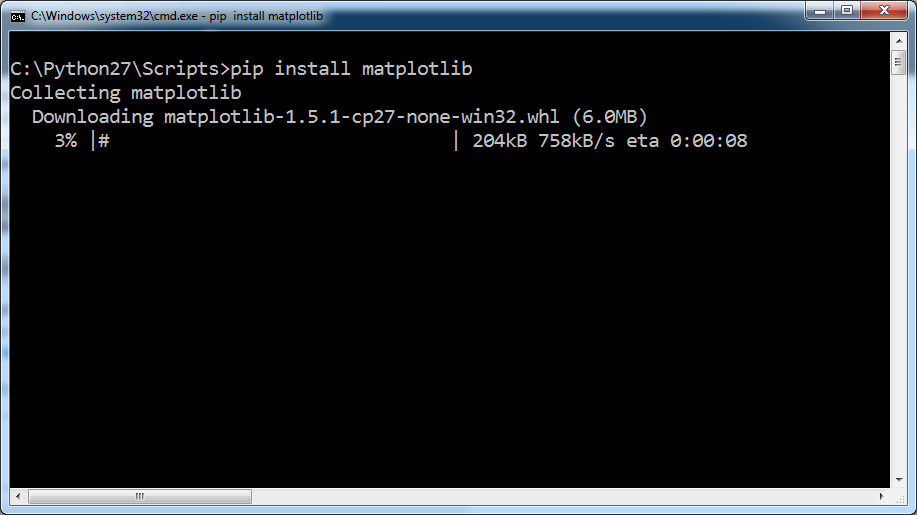 C:\Windows\system32\cmd.exe - pip  install matplotlib
C:\Python27\Scripts>pip install matplotlib
Collecting matplotlib
  Downloading matplotlib-1.5.1-cp27-none-win32.whl (6.0MB)
    3% |#                               | 204kB 758kB/s eta 0:00:08